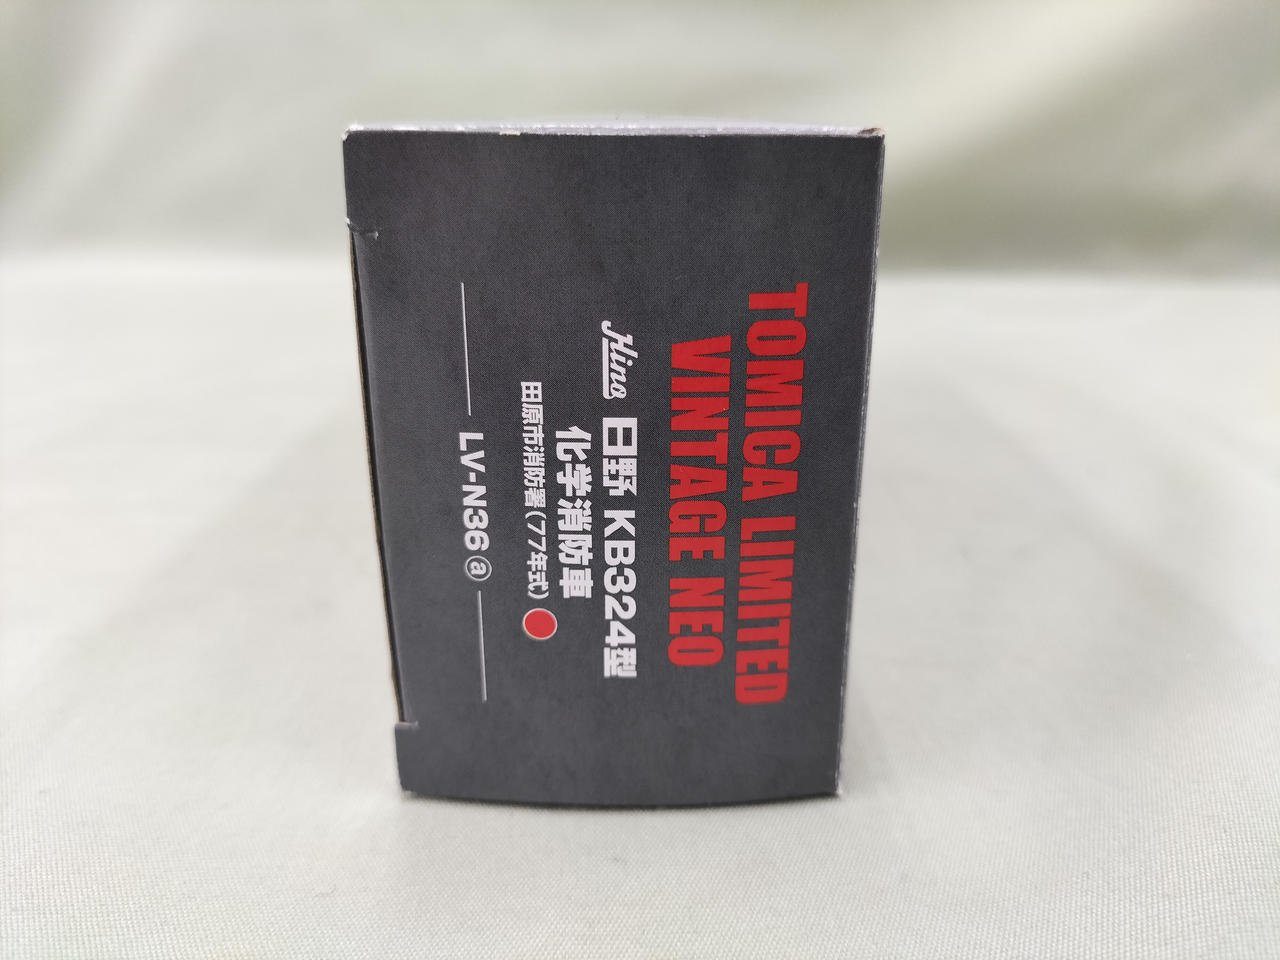 TOMICA LIMITED
VINTAGE NEO
Hino 日野 KB324型
化学消防車
田原市消防署(77年式)
LV-N36 ⓐ